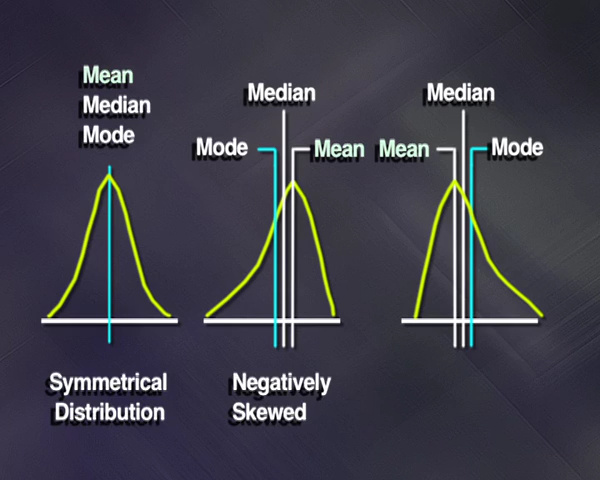 Mean
Median
Mode
Median
Mode
Mean
Median
Mean
Mode
Symmetrical
Distribution
Negatively
Skewed